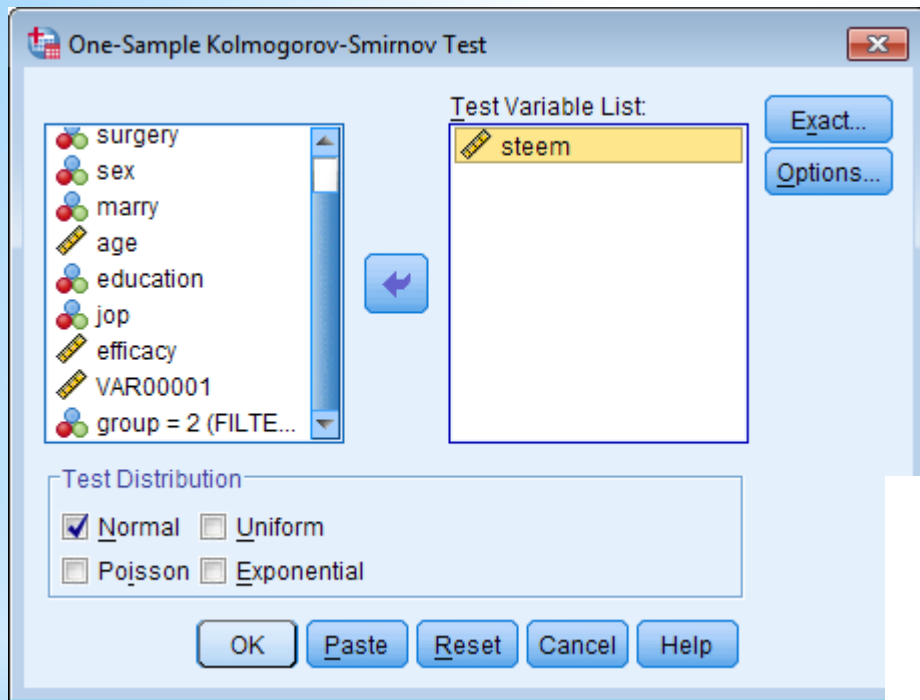 One-Sample Kolmogorov-Smirnov Test
Test Variable List:
surgery
sex
marry
age
education
jop
efficacy
VAR00001
group = 2 (FILTE...
steem
Exact...
Options...
Test Distribution
Normal Uniform
Poisson Exponential
OK Paste Reset Cancel Help